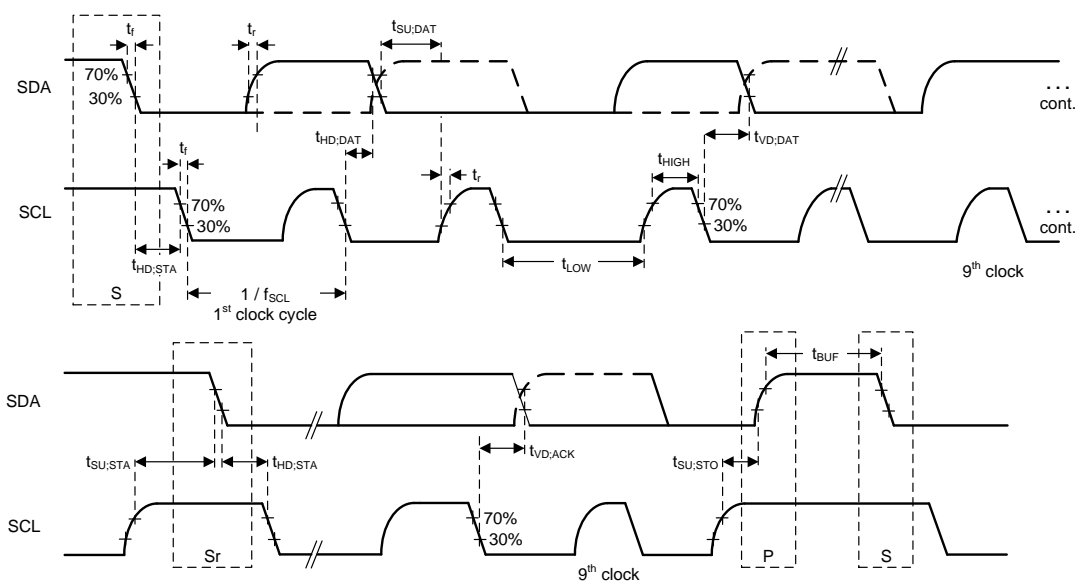 tf
tr
tSU;DAT
SDA
70%
30%
...
cont.
tf
tHD;DAT
tr
tHIGH
tVD;DAT
SCL
70%
30%
70%
30%
...
cont.
tHD;STA
tLOW
9th clock
S
1 / fSCL
1st clock cycle
tBUF
SDA
tSU;STA
tHD;STA
tVD;ACK
tSU;STO
SCL
70%
30%
Sr
P
S
9th clock